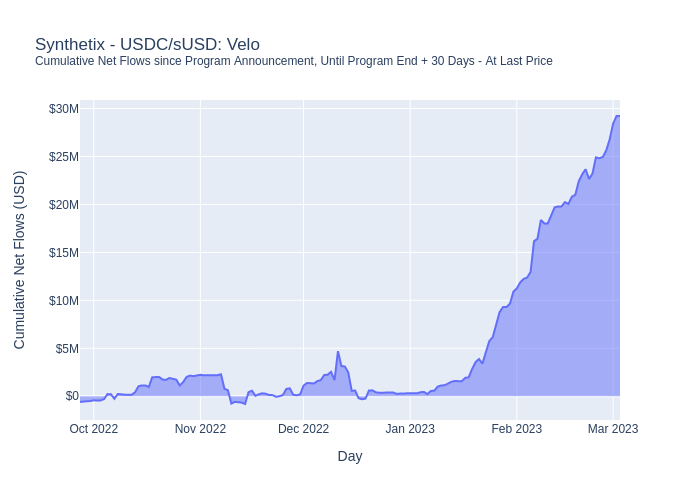 Synthetix - USDC/sUSD: Velo
Cumulative Net Flows since Program Announcement, Until Program End + 30 Days - At Last Price
Cumulative Net Flows (USD)
$30M
$25M
$20M
$15M
$10M
$5M
$0
Oct 2022
Nov 2022
Dec 2022
Jan 2023
Feb 2023
Mar 2023
Day